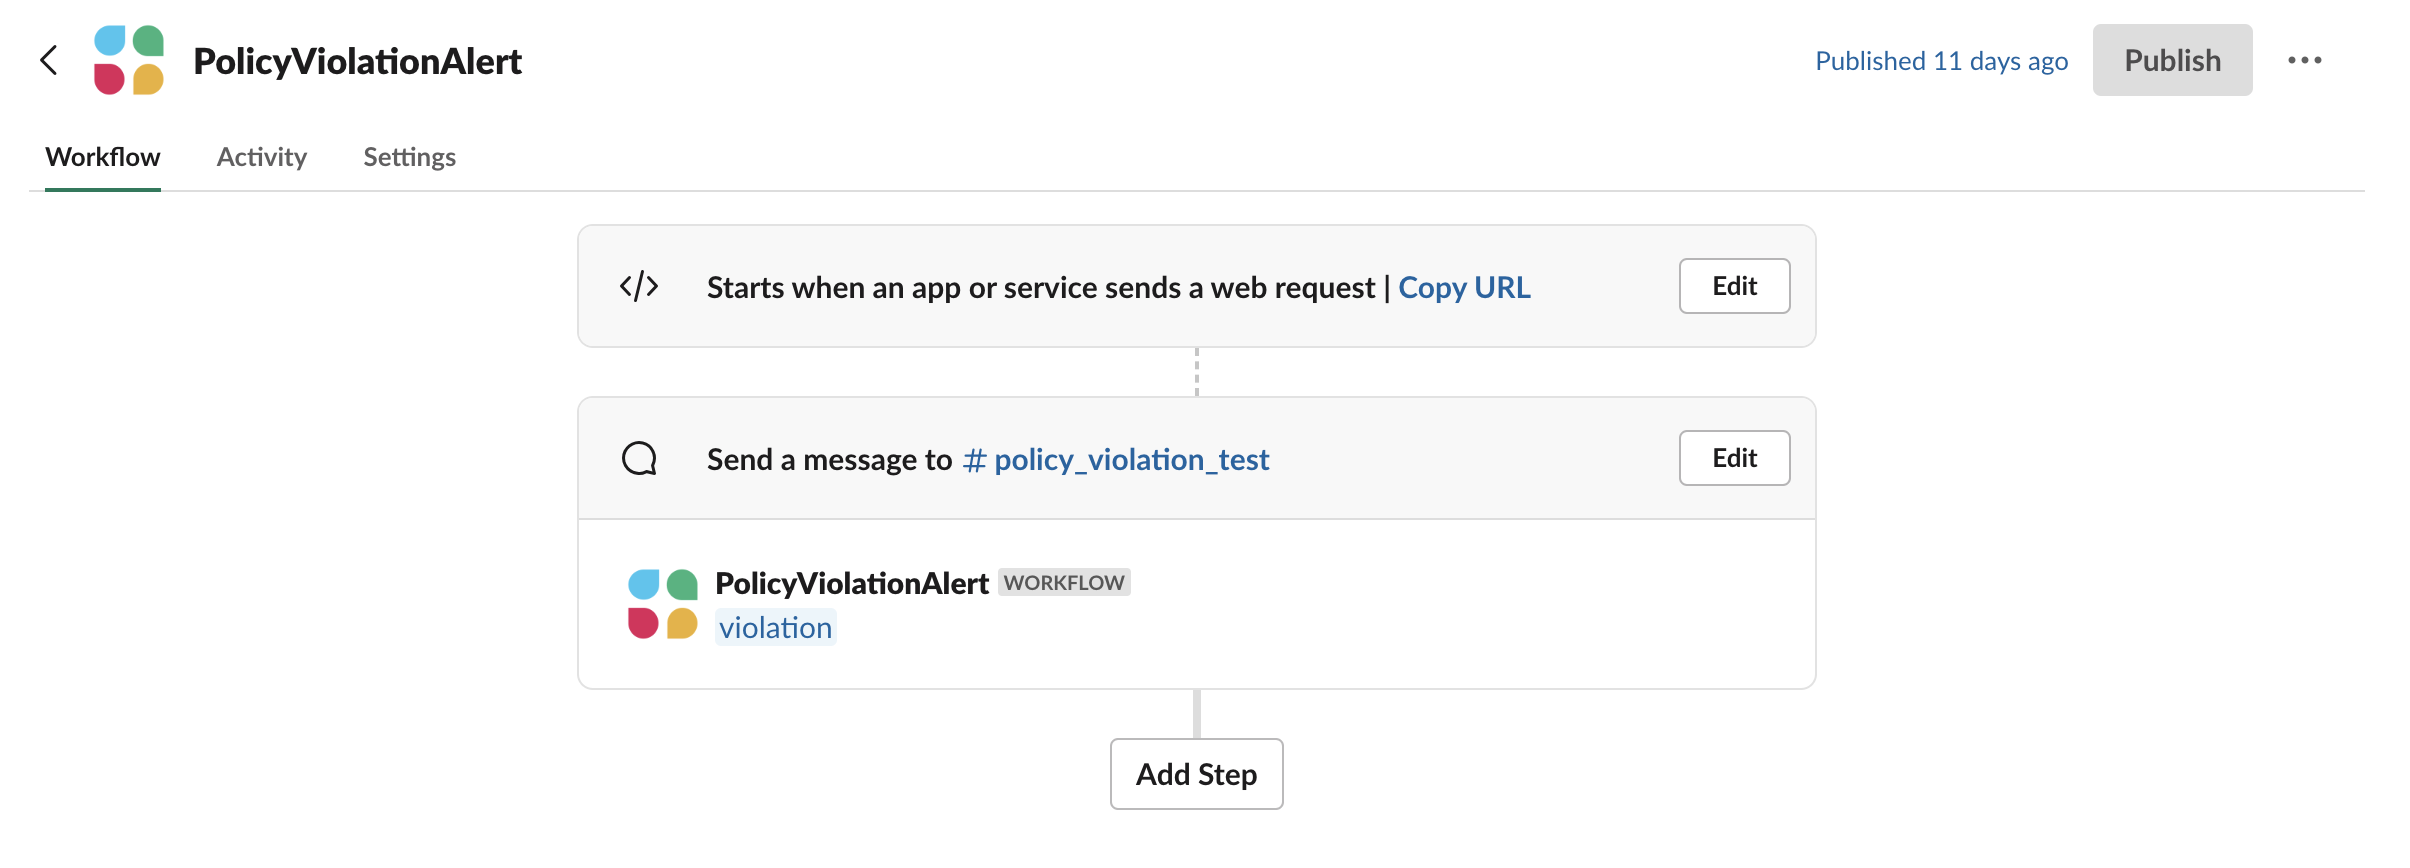 PolicyViolationAlert
Published 11 days ago
Publish
Workflow
Activity
Settings
Starts when an app or service sends a web request | Copy URL
Edit
Send a message to # policy_violation_test
Edit
PolicyViolationAlert WORKFLOW
violation
Add Step